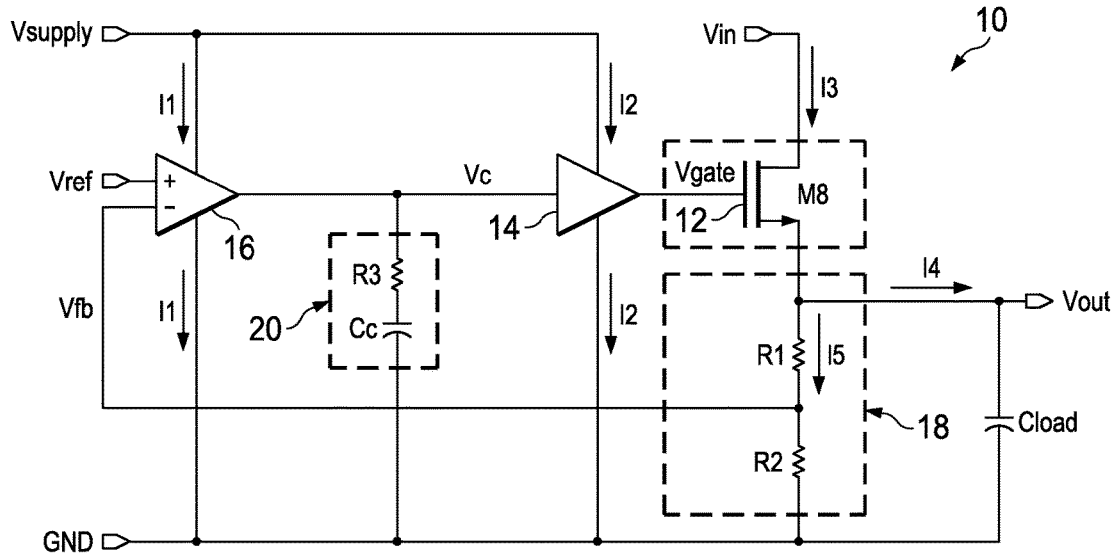 10
Vsupply
Vin
I1
I2
I3
Vref
+
−
16
Vc
14
Vgate
12
M8
I4
Vout
Vfb
I1
20
R3
Cc
I2
R1
I5
18
Cload
R2
GND